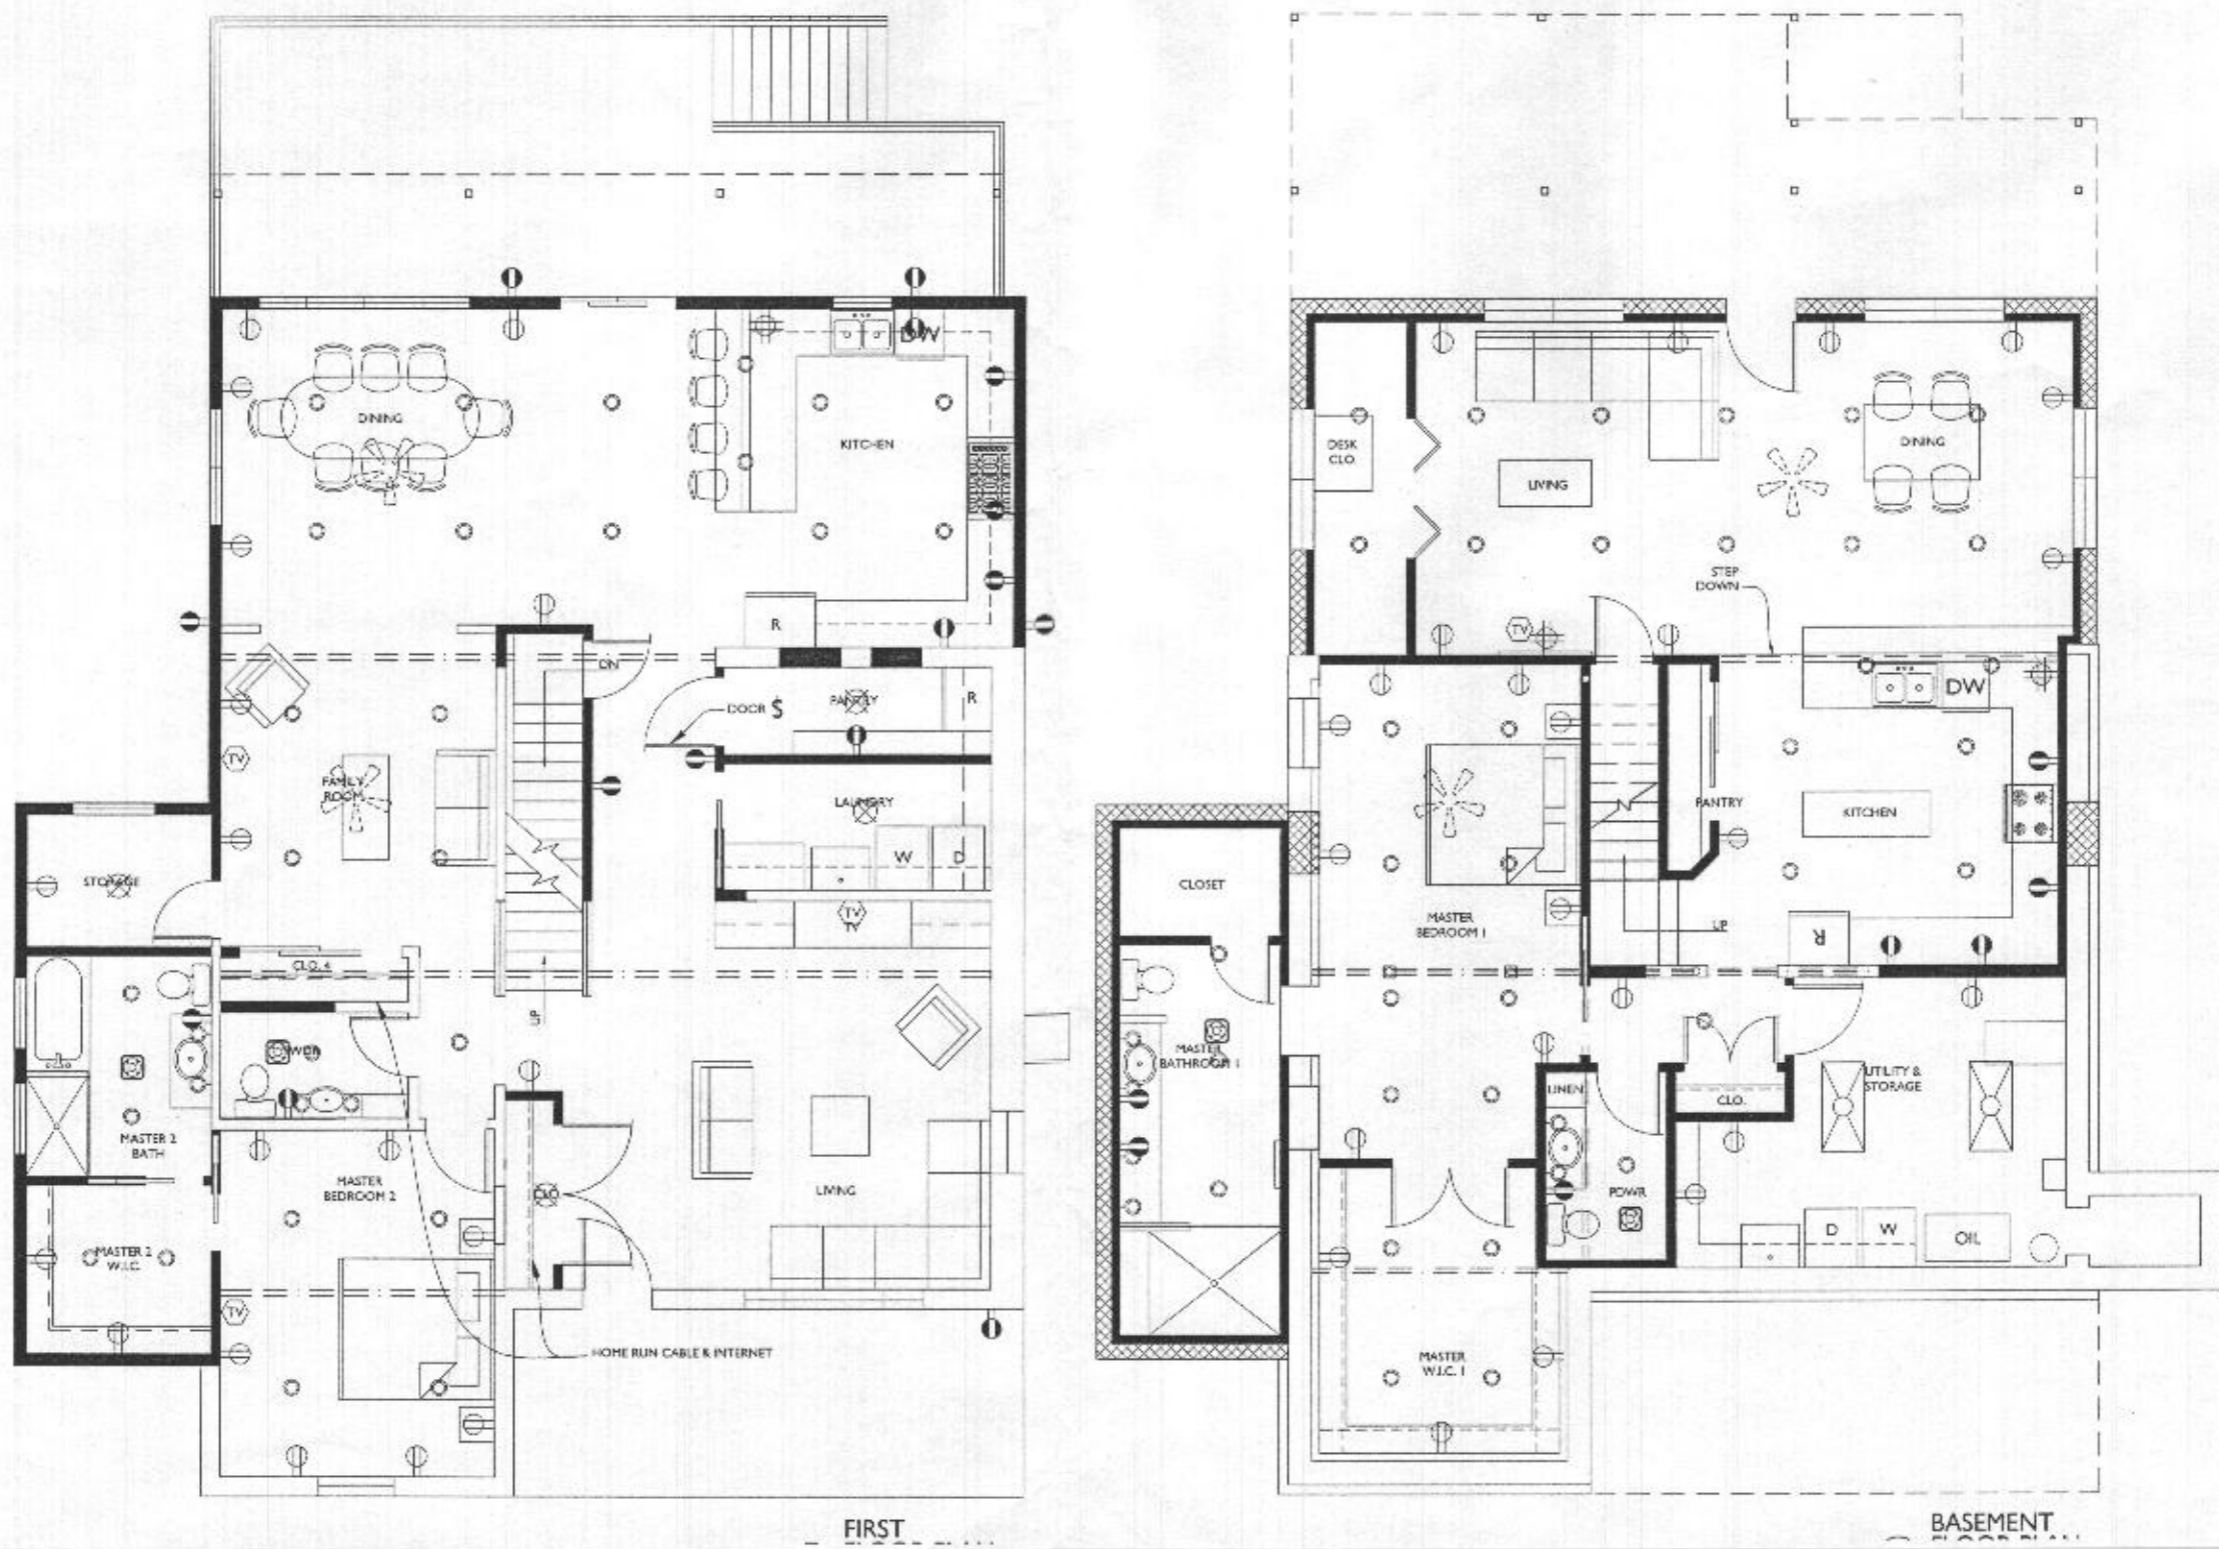 DW
DINING
KITCHEN
R
DN
DOOR $
PANTRY
R
TV
FAMILY
ROOM
LAUNDRY
W
D
STORAGE
TV
TV
CLO. 4
UP
MASTER 2
BATH
MASTER
BEDROOM 2
CLO.
LIVING
MASTER 2
W.I.C.
TV
HOME RUN CABLE & INTERNET
FIRST
DESK
CLO.
LIVING
DINING
STEP
DOWN
TV
DW
PANTRY
KITCHEN
CLOSET
MASTER
BEDROOM 1
UP
R
MASTER
BATHROOM 1
LINEN
CLO.
UTILITY &
STORAGE
POWR
D
W
OIL
MASTER
W.I.C. 1
BASEMENT
FLOOR PLAN